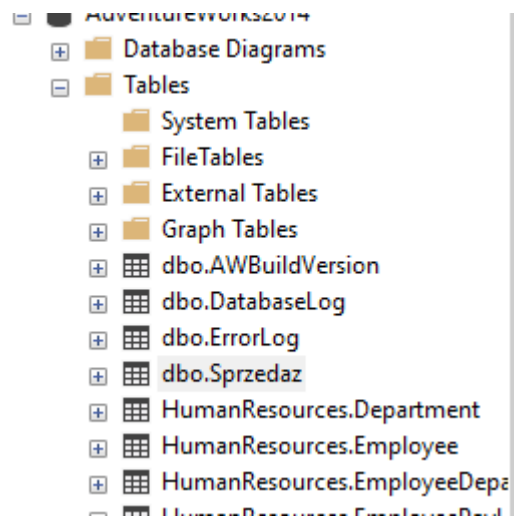 AdventureWorks2014
Database Diagrams
Tables
System Tables
FileTables
External Tables
Graph Tables
dbo.AWBuildVersion
dbo.DatabaseLog
dbo.ErrorLog
dbo.Sprzedaz
HumanResources.Department
HumanResources.Employee
HumanResources.EmployeeDepa